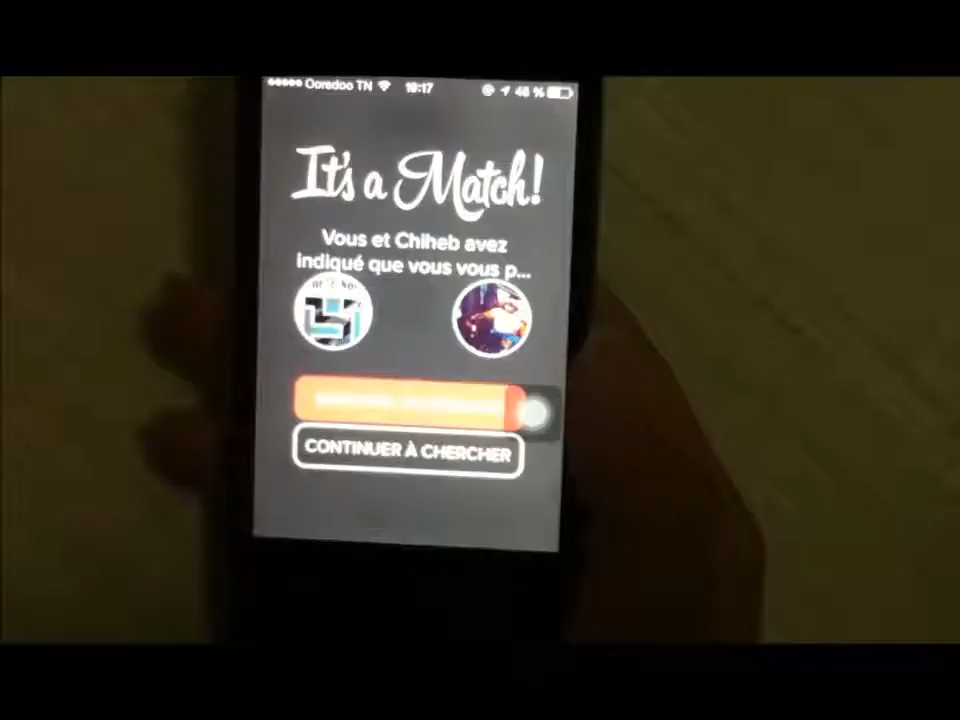 Ooredoo TN 19:17 46 %
It's a Match!
Vous et Chiheb avez
indiqué que vous vous p...
CONTINUER À CHERCHER